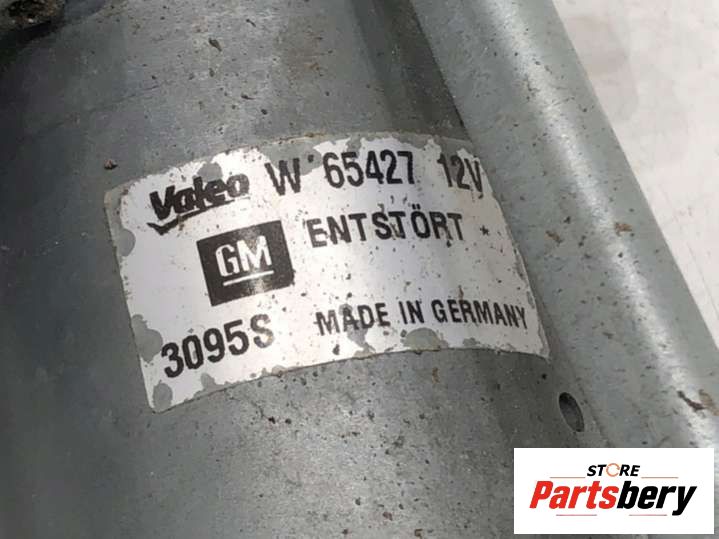 Valeo W 65427 12V
GM ENTSTÖRT
3095S MADE IN GERMANY
STORE
Partsbery